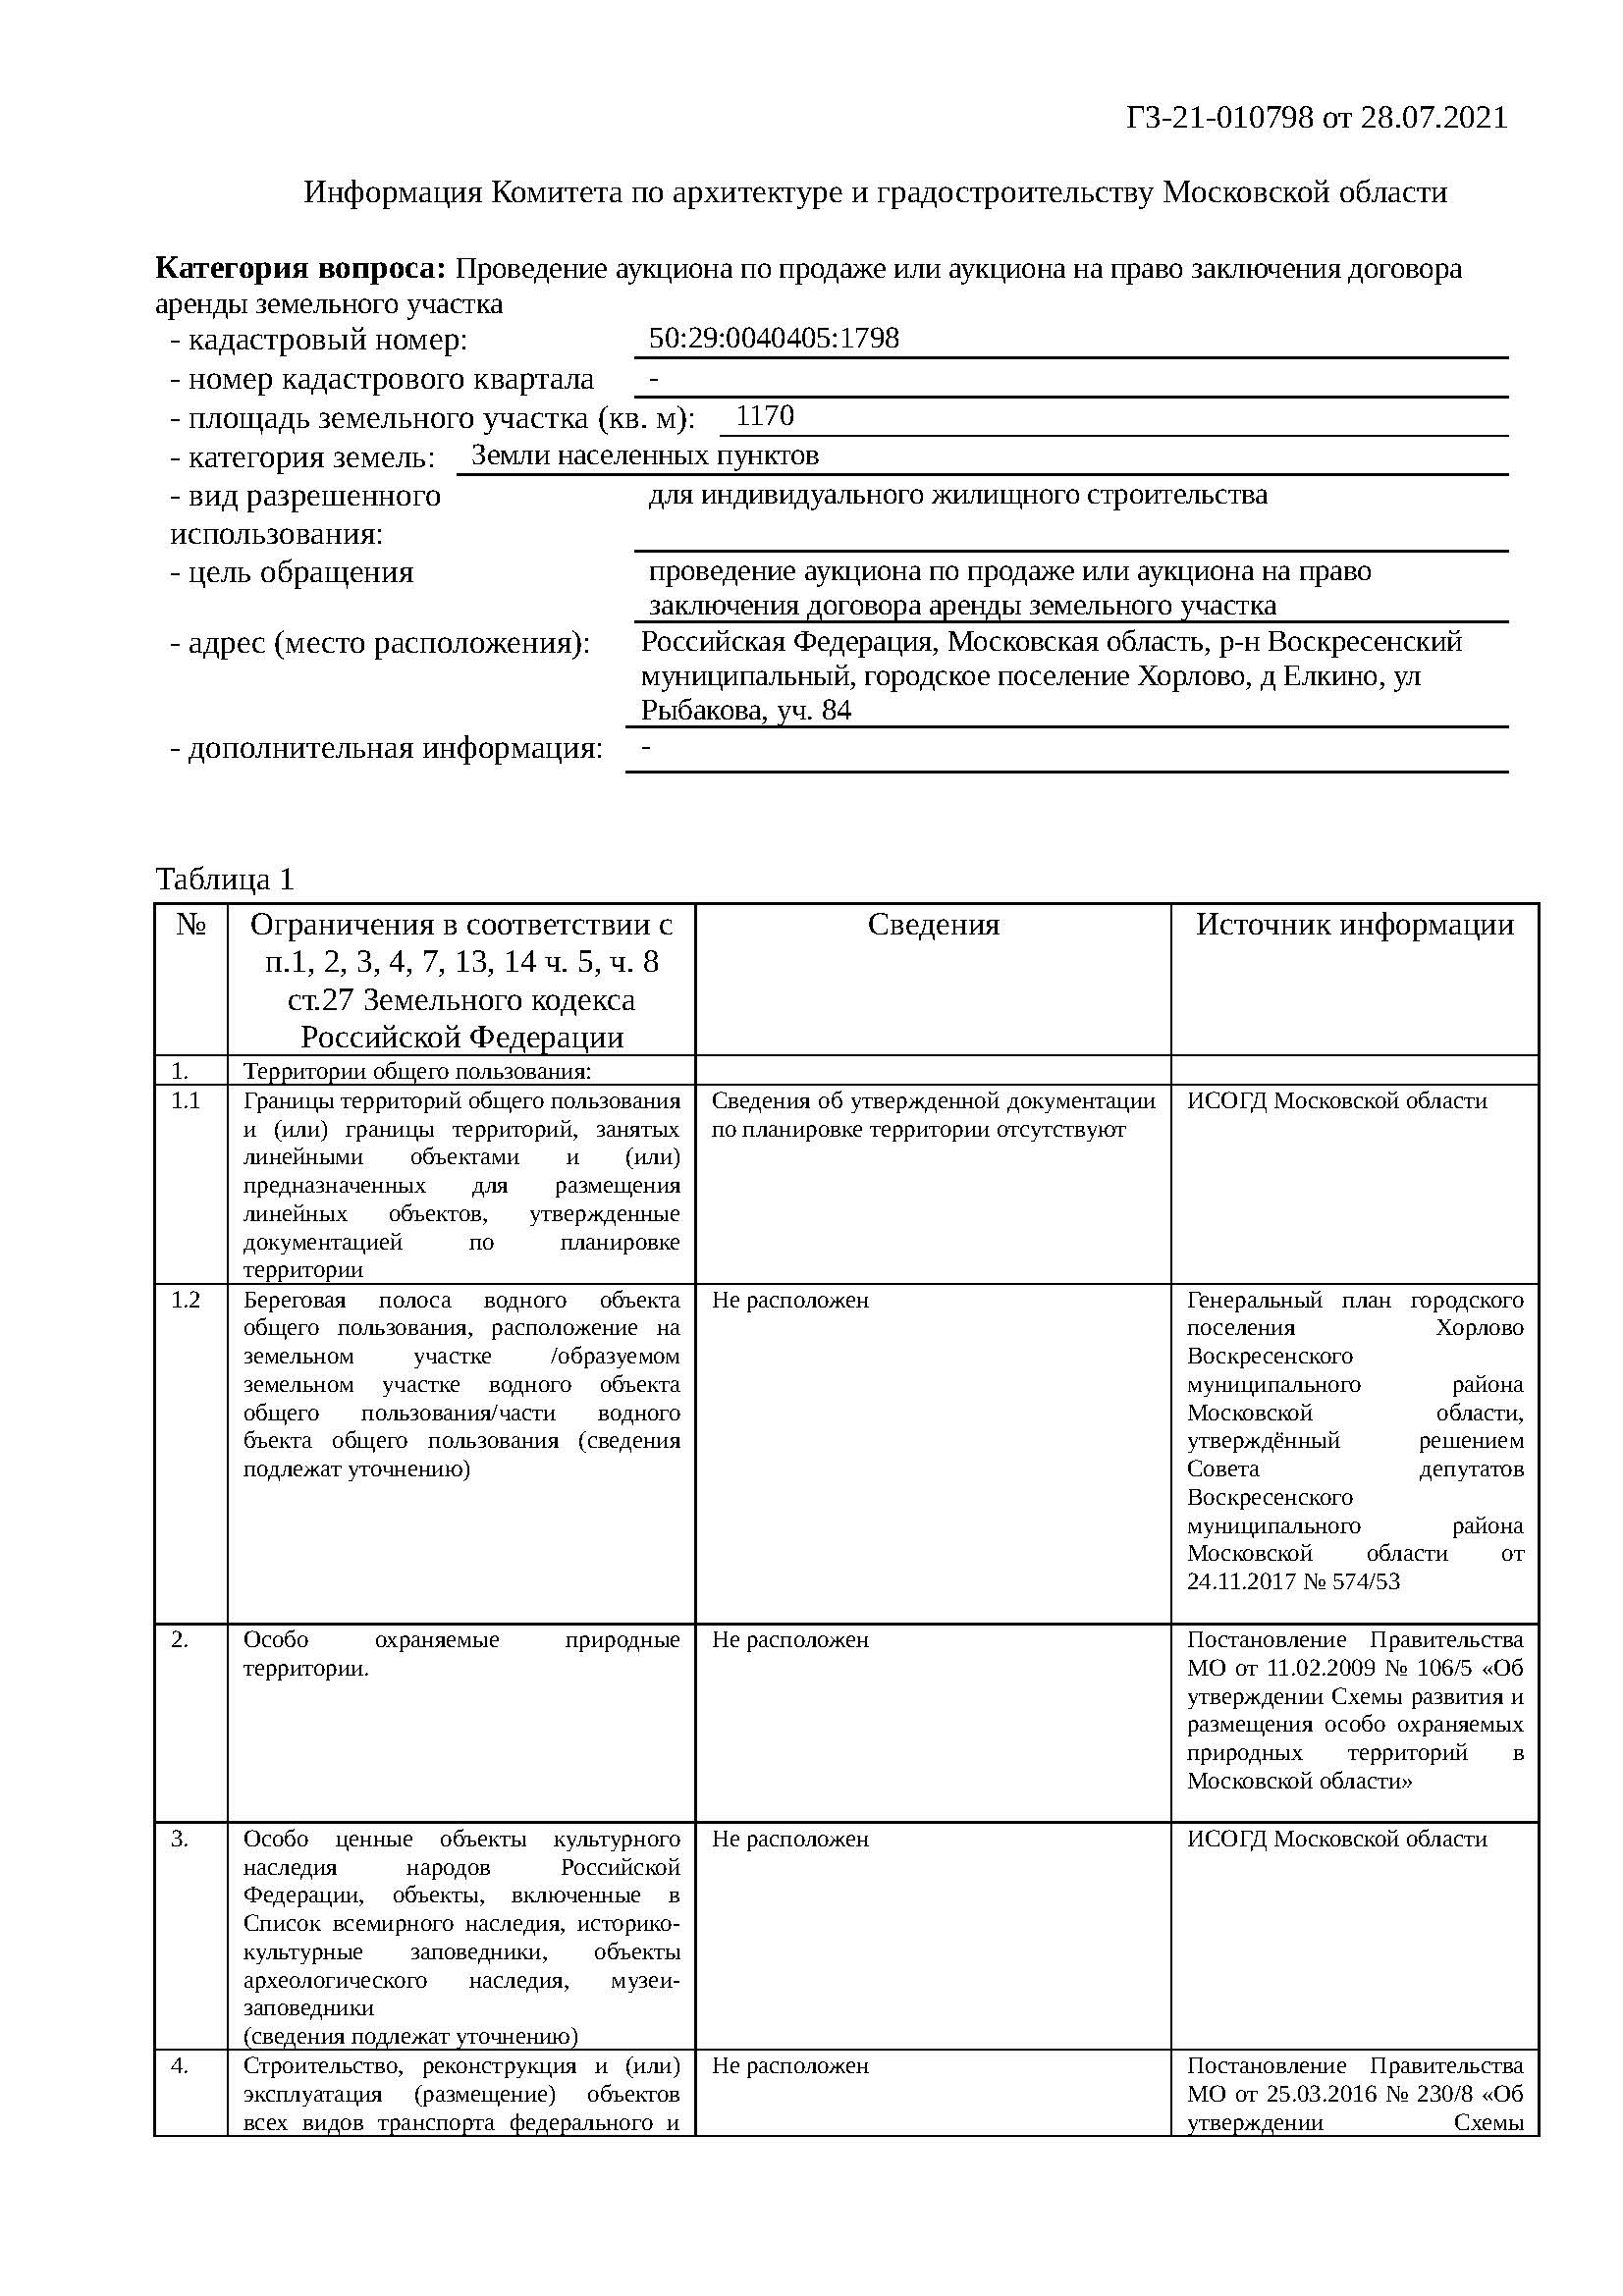 ГЗ-21-010798 от 28.07.2021
Информация Комитета по архитектуре и градостроительству Московской области
Категория вопроса: Проведение аукциона по продаже или аукциона на право заключения договора
аренды земельного участка
- кадастровый номер: 50:29:0040405:1798
- номер кадастрового квартала -
- площадь земельного участка (кв. м): 1170
- категория земель: Земли населенных пунктов
- вид разрешенного для индивидуального жилищного строительства
использования:
- цель обращения проведение аукциона по продаже или аукциона на право
заключения договора аренды земельного участка
- адрес (место расположения): Российская Федерация, Московская область, р-н Воскресенский
муниципальный, городское поселение Хорлово, д Елкино, ул
Рыбакова, уч. 84
- дополнительная информация: -
Таблица 1
№
Ограничения в соответствии с
п.1, 2, 3, 4, 7, 13, 14 ч. 5, ч. 8
ст.27 Земельного кодекса
Российской Федерации
Сведения
Источник информации
1.
Территории общего пользования:
1.1
Границы территорий общего пользования
и (или) границы территорий, занятых
линейными объектами и (или)
предназначенных для размещения
линейных объектов, утвержденные
документацией по планировке
территории
Сведения об утвержденной документации
по планировке территории отсутствуют
ИСОГД Московской области
1.2
Береговая полоса водного объекта
общего пользования, расположение на
земельном участке /образуемом
земельном участке водного объекта
общего пользования/части водного
бъекта общего пользования (сведения
подлежат уточнению)
Не расположен
Генеральный план городского
поселения Хорлово
Воскресенского
муниципального района
Московской области,
утверждённый решением
Совета депутатов
Воскресенского
муниципального района
Московской области от
24.11.2017 № 574/53
2.
Особо охраняемые природные
территории.
Не расположен
Постановление Правительства
МО от 11.02.2009 № 106/5 «Об
утверждении Схемы развития и
размещения особо охраняемых
природных территорий в
Московской области»
3.
Особо ценные объекты культурного
наследия народов Российской
Федерации, объекты, включенные в
Список всемирного наследия, историко-
культурные заповедники, объекты
археологического наследия, музеи-
заповедники
(сведения подлежат уточнению)
Не расположен
ИСОГД Московской области
4.
Строительство, реконструкция и (или)
эксплуатация (размещение) объектов
всех видов транспорта федерального и
Не расположен
Постановление Правительства
МО от 25.03.2016 № 230/8 «Об
утверждении Схемы